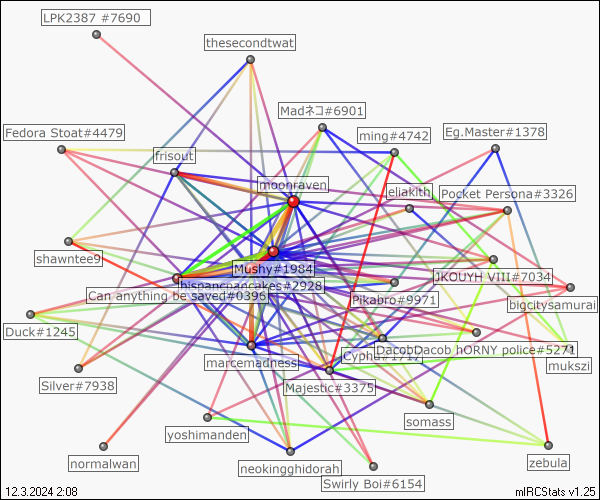 LPK2387 #7690
thesecondtwat
Madネコ#6901
Fedora Stoat#4479
ming#4742
Eg.Master#1378
frisout
moonraven
eliakith
Pocket Persona#3326
shawntee9
Mushy#1984
JKOUYH VIII#7034
hispanicpancakes#2928
Can anything be saved#0396
Pikabro#9971
bigcitysamurai
Duck#1245
DacobDacob hORNY police#5271
marcemadness
mukszi
Silver#7938
Majestic#3375
somass
yoshimanden
normalwan
neokingghidorah
zebula
Swirly Boi#6154
12.3.2024 2:08
mIRCStats v1.25